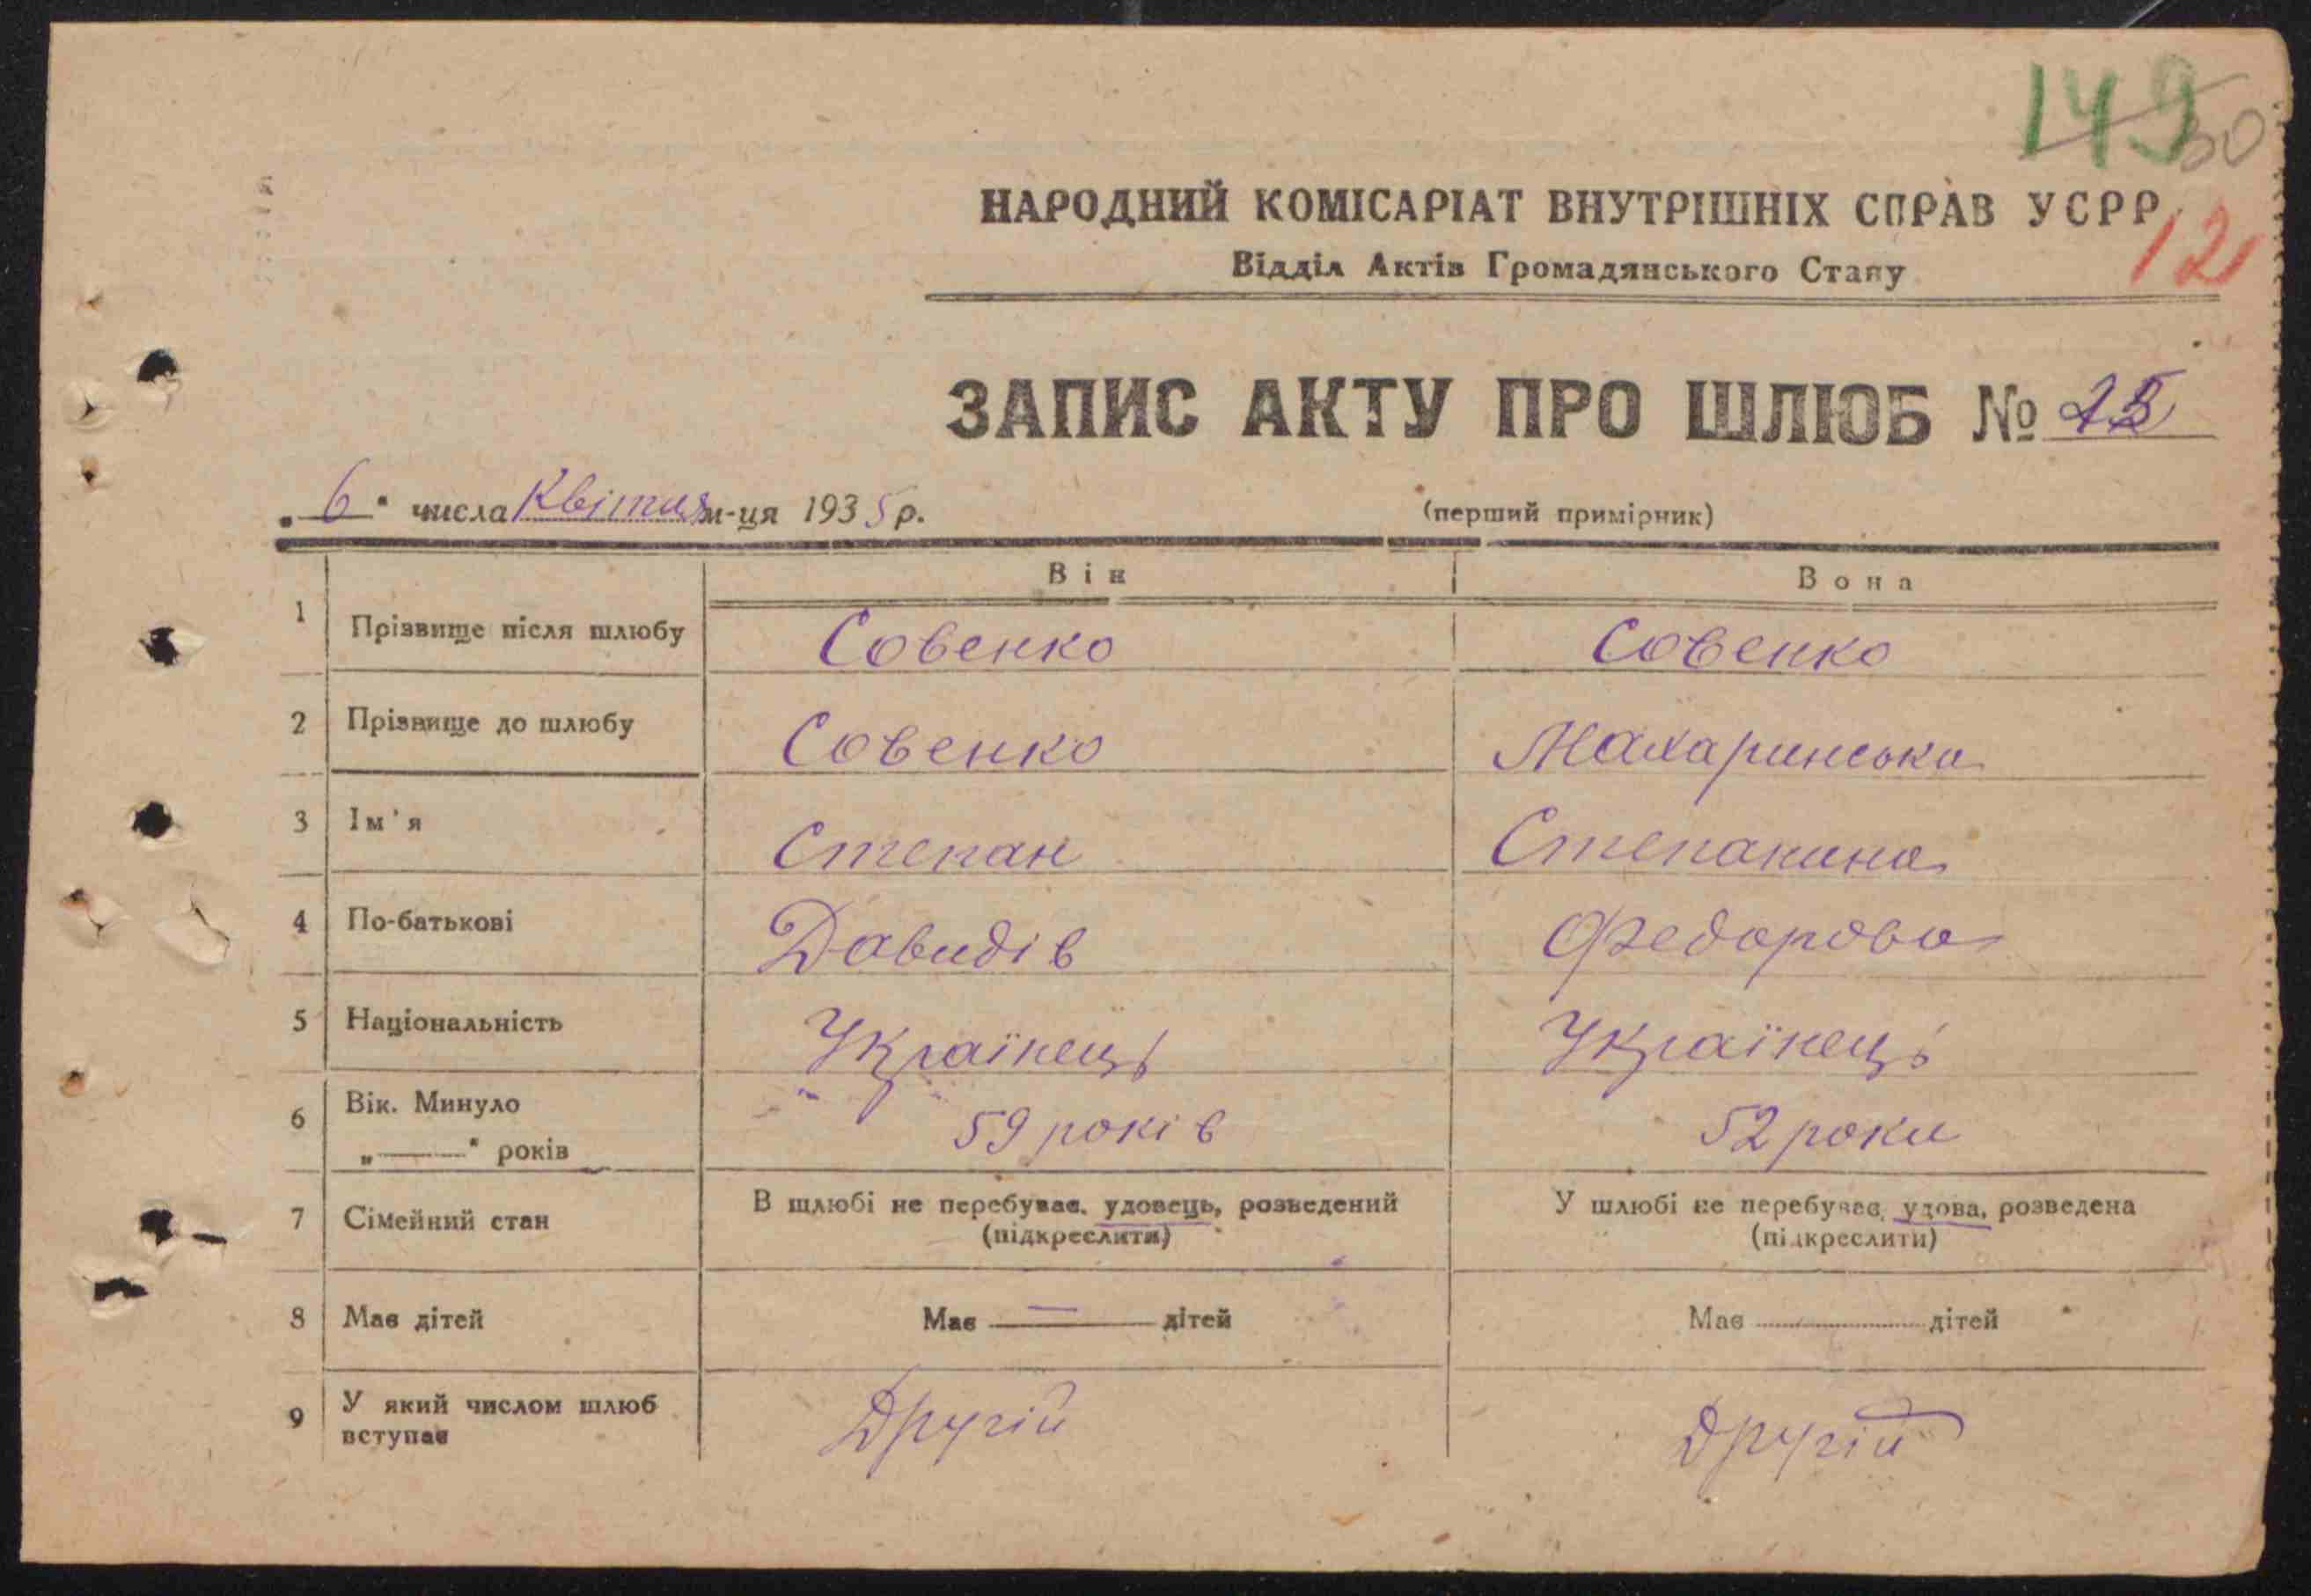 149
50
НАРОДНИЙ КОМІСАРІАТ ВНУТРІШНІХ СПРАВ УСРР
12
Відділ Актів Громадянського Стану
ЗАПИС АКТУ ПРО ШЛЮБ №
„6" числа Квітня м-ця 1935 р.
(перший примірник)
Він Вона
1 Прізвище після шлюбу Совенко Совенко
2 Прізвище до шлюбу Совенко Махаринська
3 Ім'я Степан Степанина
4 По-батькові Давидів Федорова
5 Національність Українець Українець
6 Вік. Минуло „———" років 59 років 52 роки
7 Сімейний стан В шлюбі не перебуває, удовець, розведений (підкреслити) У шлюбі не перебуває, удова, розведена (підкреслити)
8 Має дітей Має — дітей Має дітей
9 У який числом шлюб вступає Другій Другій